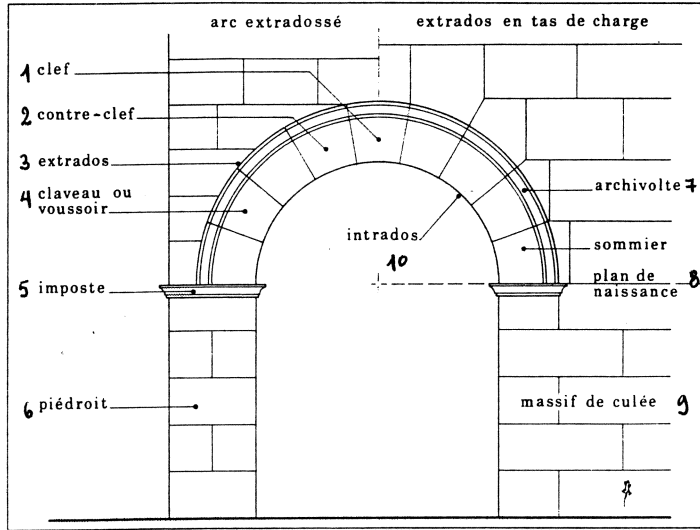 arc extradossé
extrados en tas de charge
1 clef
2 contre-clef
3 extrados
4 claveau ou
voussoir
5 imposte
6 piédroit
archivolte 7
intrados
10
sommier
plan de
naissance 8
massif de culée 9